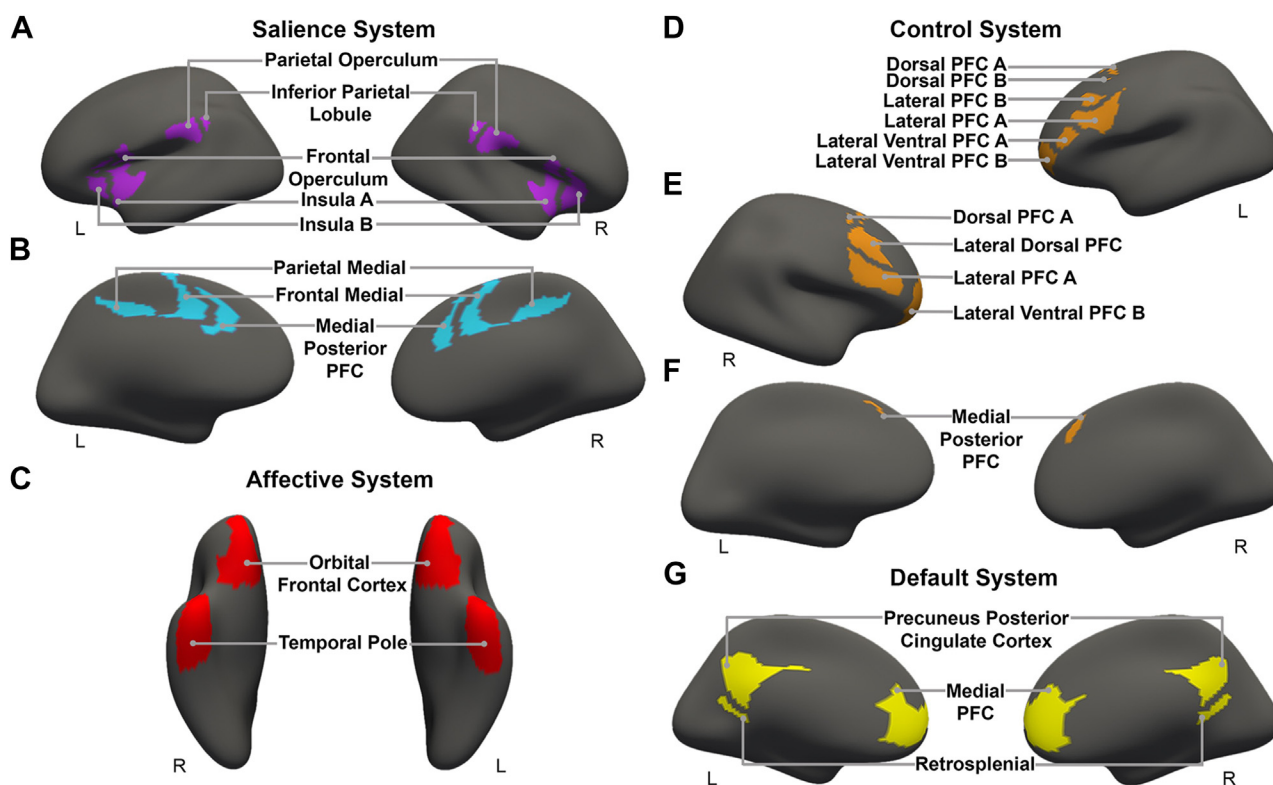 A
Salience System
Parietal Operculum
Inferior Parietal
Lobule
Frontal
Operculum
Insula A
Insula B
L
R
B
Parietal Medial
Frontal Medial
Medial
Posterior
PFC
L
R
C
Affective System
Orbital
Frontal Cortex
Temporal Pole
R
L
D
Control System
Dorsal PFC A
Dorsal PFC B
Lateral PFC B
Lateral PFC A
Lateral Ventral PFC A
Lateral Ventral PFC B
L
E
Dorsal PFC A
Lateral Dorsal PFC
Lateral PFC A
Lateral Ventral PFC B
R
F
Medial
Posterior
PFC
L
R
G
Default System
Precuneus Posterior
Cingulate Cortex
Medial
PFC
Retrosplenial
L
R